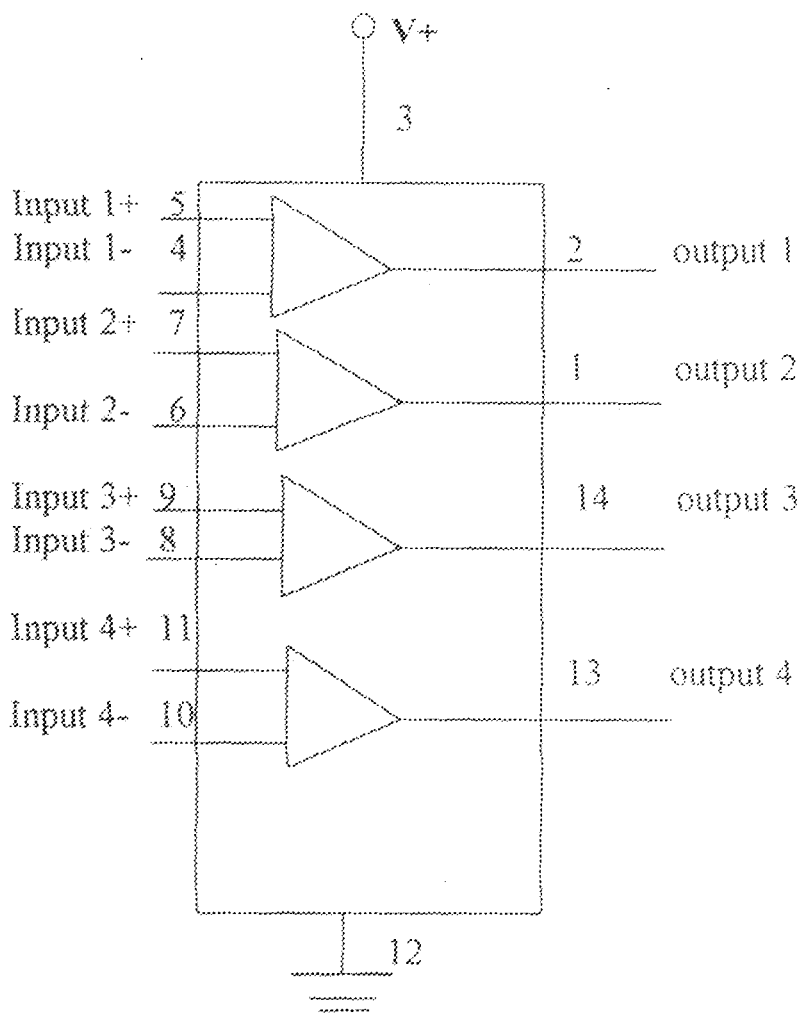 V+
3
Input 1+ 5
Input 1- 4
2 output 1
Input 2+ 7
1 output 2
Input 2- 6
Input 3+ 9
14 output 3
Input 3- 8
Input 4+ 11
13 output 4
Input 4- 10
12